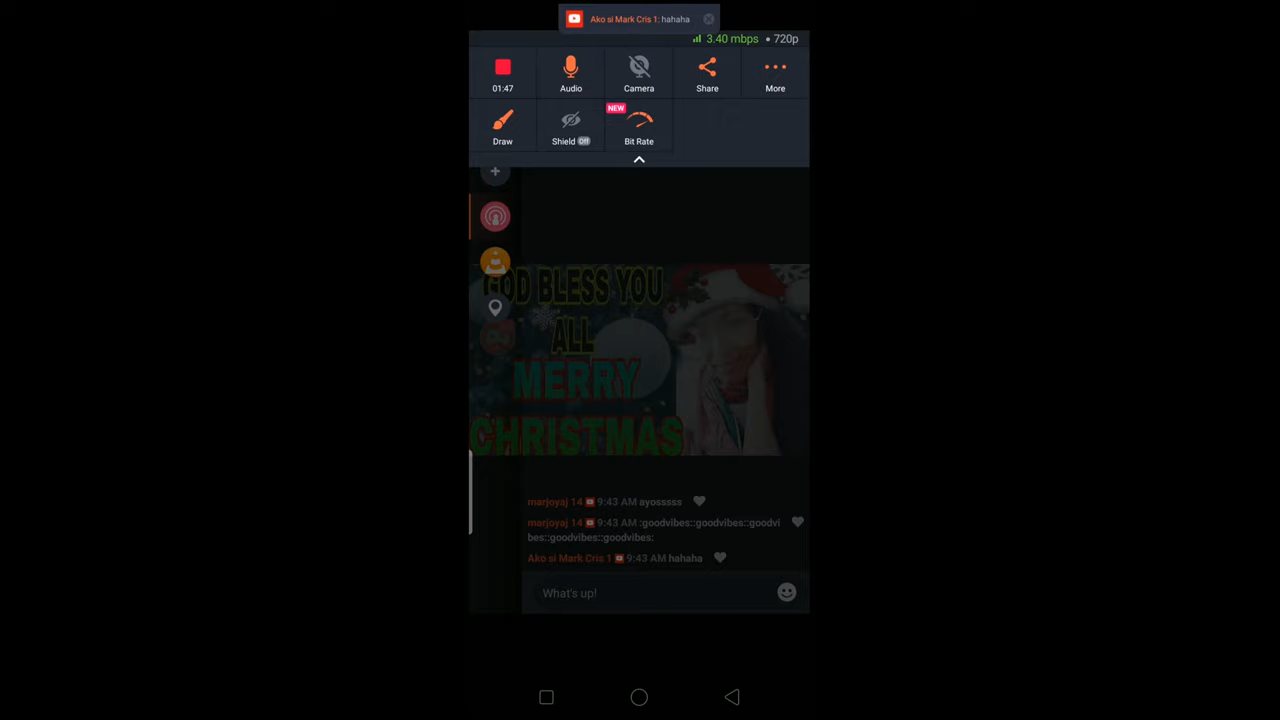 Ako si Mark Cris 1: hahaha
3.40 mbps • 720p
01:47
Audio
Camera
Share
More
NEW
Draw
Shield Off
Bit Rate
GOD BLESS YOU
ALL
MERRY
CHRISTMAS
marjoyaj 14 9:43 AM ayosssss
marjoyaj 14 9:43 AM :goodvibes::goodvibes::goodvi
bes::goodvibes::goodvibes:
Ako si Mark Cris 1 9:43 AM hahaha
What's up!